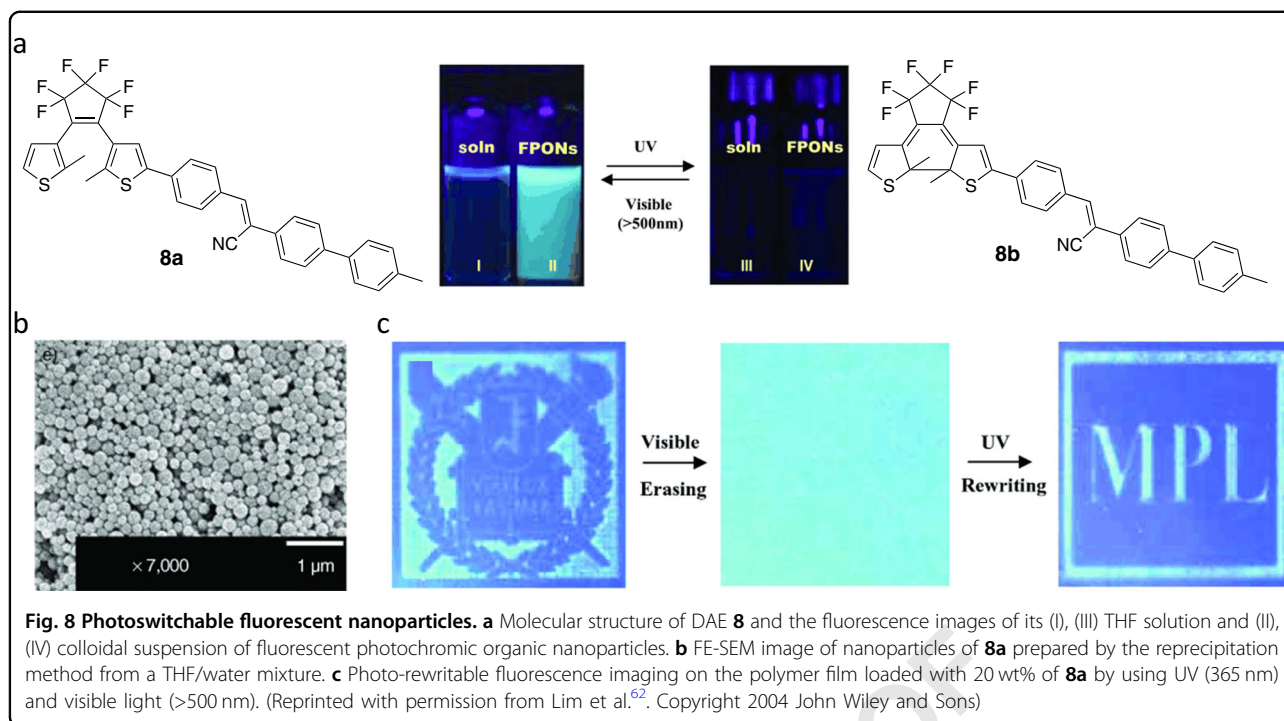 a
F F F F F F
S
S
8a
NC
soln
FPONs
I
II
UV
Visible
(>500nm)
soln
FPONs
III
IV
F F F F F F
S
S
8b
NC
b
e)
× 7,000
1 µm
c
Visible
Erasing
UV
Rewriting
MPL
Fig. 8 Photoswitchable fluorescent nanoparticles. a Molecular structure of DAE 8 and the fluorescence images of its (I), (III) THF solution and (II),
(IV) colloidal suspension of fluorescent photochromic organic nanoparticles. b FE-SEM image of nanoparticles of 8a prepared by the reprecipitation
method from a THF/water mixture. c Photo-rewritable fluorescence imaging on the polymer film loaded with 20 wt% of 8a by using UV (365 nm)
and visible light (>500 nm). (Reprinted with permission from Lim et al.62. Copyright 2004 John Wiley and Sons)